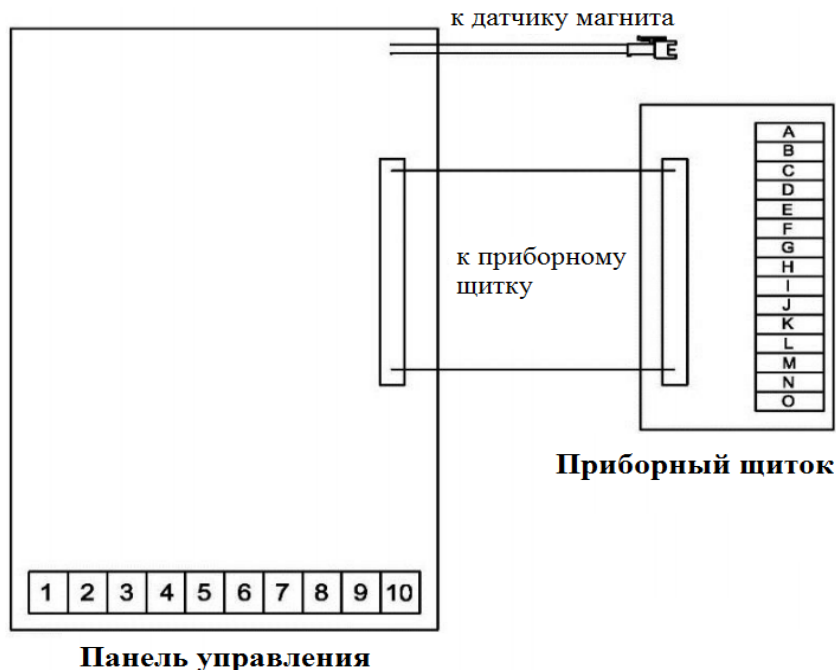 к датчику магнита
A
B
C
D
E
F
G
H
I
J
K
L
M
N
O
к приборному
щитку
Приборный щиток
1 2 3 4 5 6 7 8 9 10
Панель управления